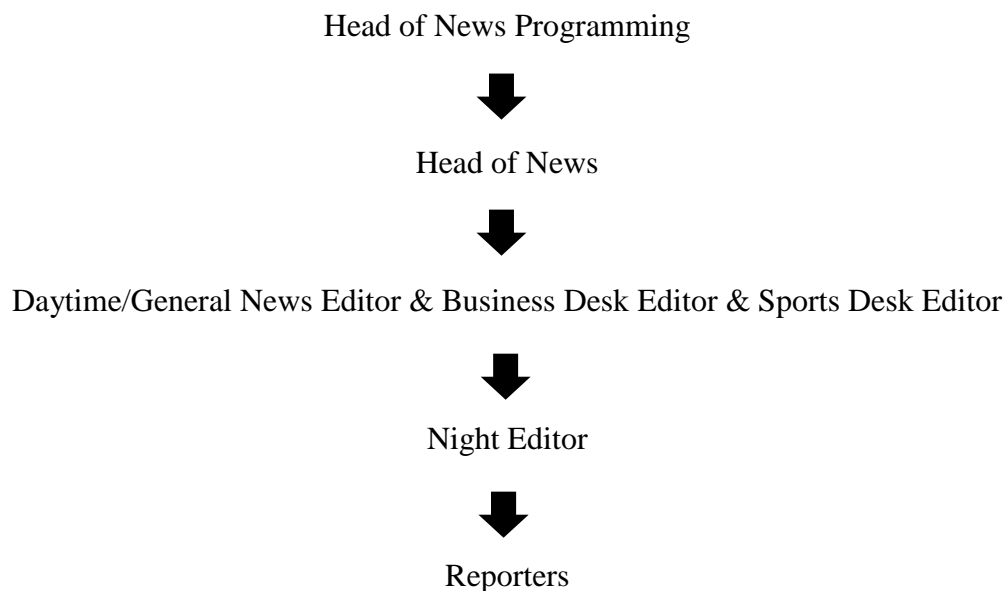 Head of News Programming
Head of News
Daytime/General News Editor & Business Desk Editor & Sports Desk Editor
Night Editor
Reporters